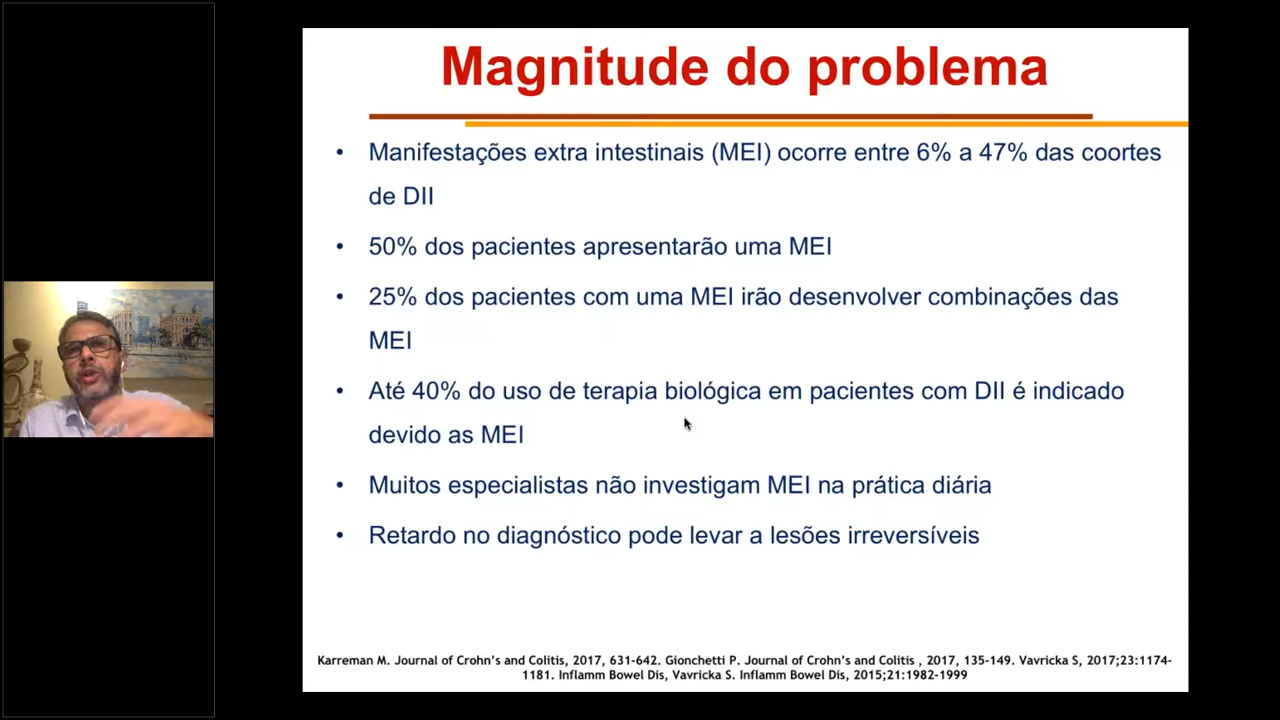 Magnitude do problema
• Manifestações extra intestinais (MEI) ocorre entre 6% a 47% das coortes
de DII
• 50% dos pacientes apresentarão uma MEI
• 25% dos pacientes com uma MEI irão desenvolver combinações das
MEI
• Até 40% do uso de terapia biológica em pacientes com DII é indicado
devido as MEI
• Muitos especialistas não investigam MEI na prática diária
• Retardo no diagnóstico pode levar a lesões irreversíveis
Karreman M. Journal of Crohn's and Colitis, 2017, 631-642. Gionchetti P. Journal of Crohn's and Colitis , 2017, 135-149. Vavricka S, 2017;23:1174-
1181. Inflamm Bowel Dis, Vavricka S. Inflamm Bowel Dis, 2015;21:1982-1999